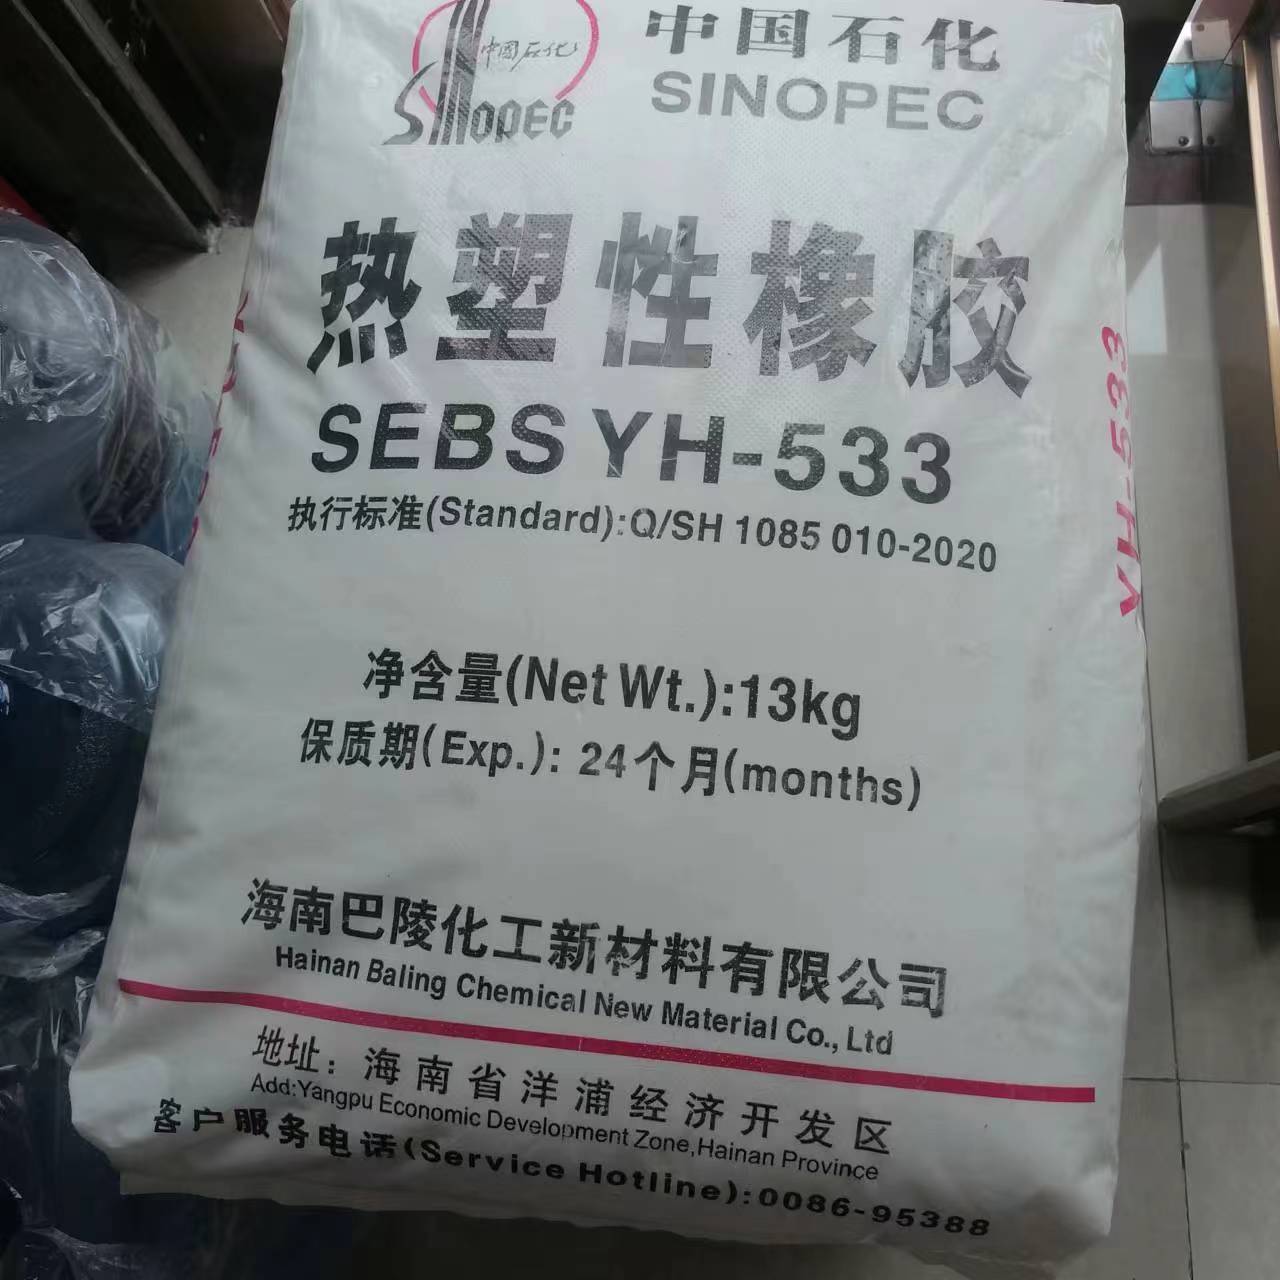 中国石化
SINOPEC
中国石化
SINOPEC
热塑性橡胶
SEBS YH-533
执行标准(Standard):Q/SH 1085 010-2020
YH-533
净含量(Net Wt.):13kg
保质期(Exp.): 24个月(months)
海南巴陵化工新材料有限公司
Hainan Baling Chemical New Material Co., Ltd
地址：海南省洋浦经济开发区
Add:Yangpu Economic Development Zone,Hainan Province
客户服务电话(Service Hotline):0086-95388